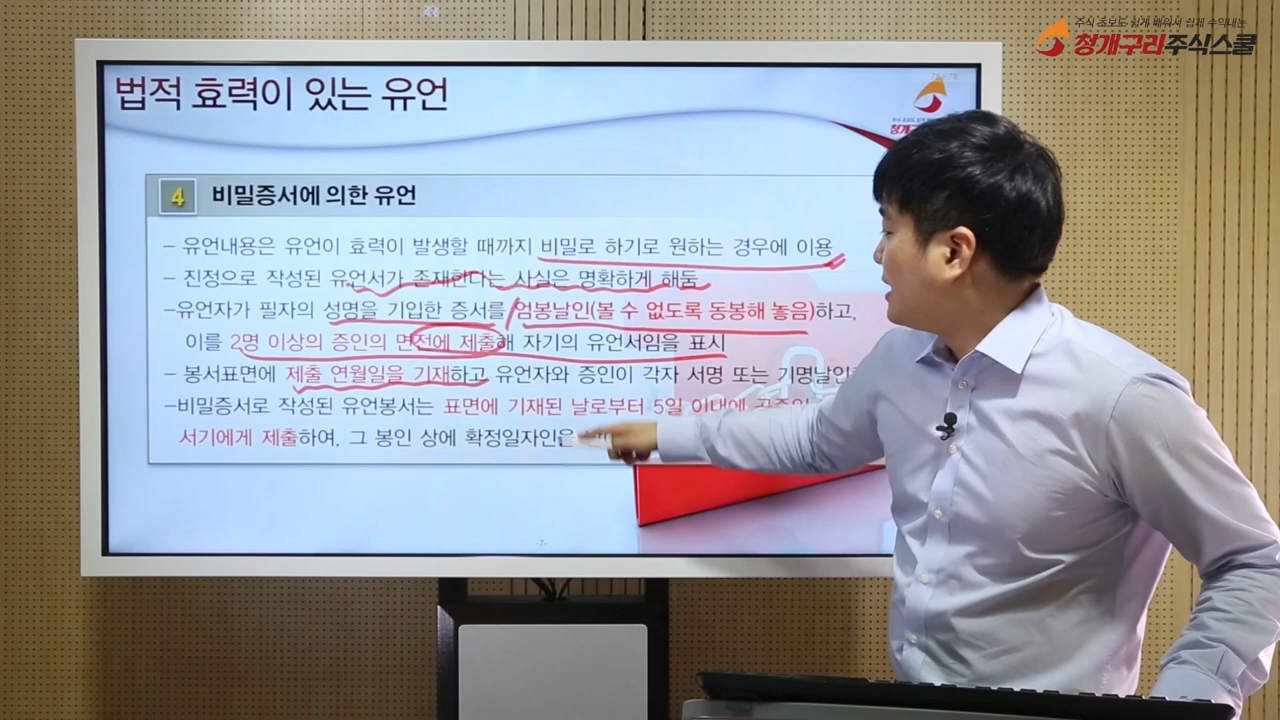 주식 초보도 쉽게 배워서 쉽게 수익내는
청개구리주식스쿨
법적 효력이 있는 유언
4 비밀증서에 의한 유언
– 유언내용은 유언이 효력이 발생할 때까지 비밀로 하기로 원하는 경우에 이용
– 진정으로 작성된 유언서가 존재한다는 사실은 명확하게 해둠
–유언자가 필자의 성명을 기입한 증서를 엄봉날인(볼 수 없도록 동봉해 놓음)하고,
이를 2명 이상의 증인의 면전에 제출해 자기의 유언서임을 표시
– 봉서표면에 제출 연월일을 기재하고 유언자와 증인이 각자 서명 또는 기명날인
–비밀증서로 작성된 유언봉서는 표면에 기재된 날로부터 5일 이내에
서기에게 제출하여, 그 봉인 상에 확정일자인을
-7-